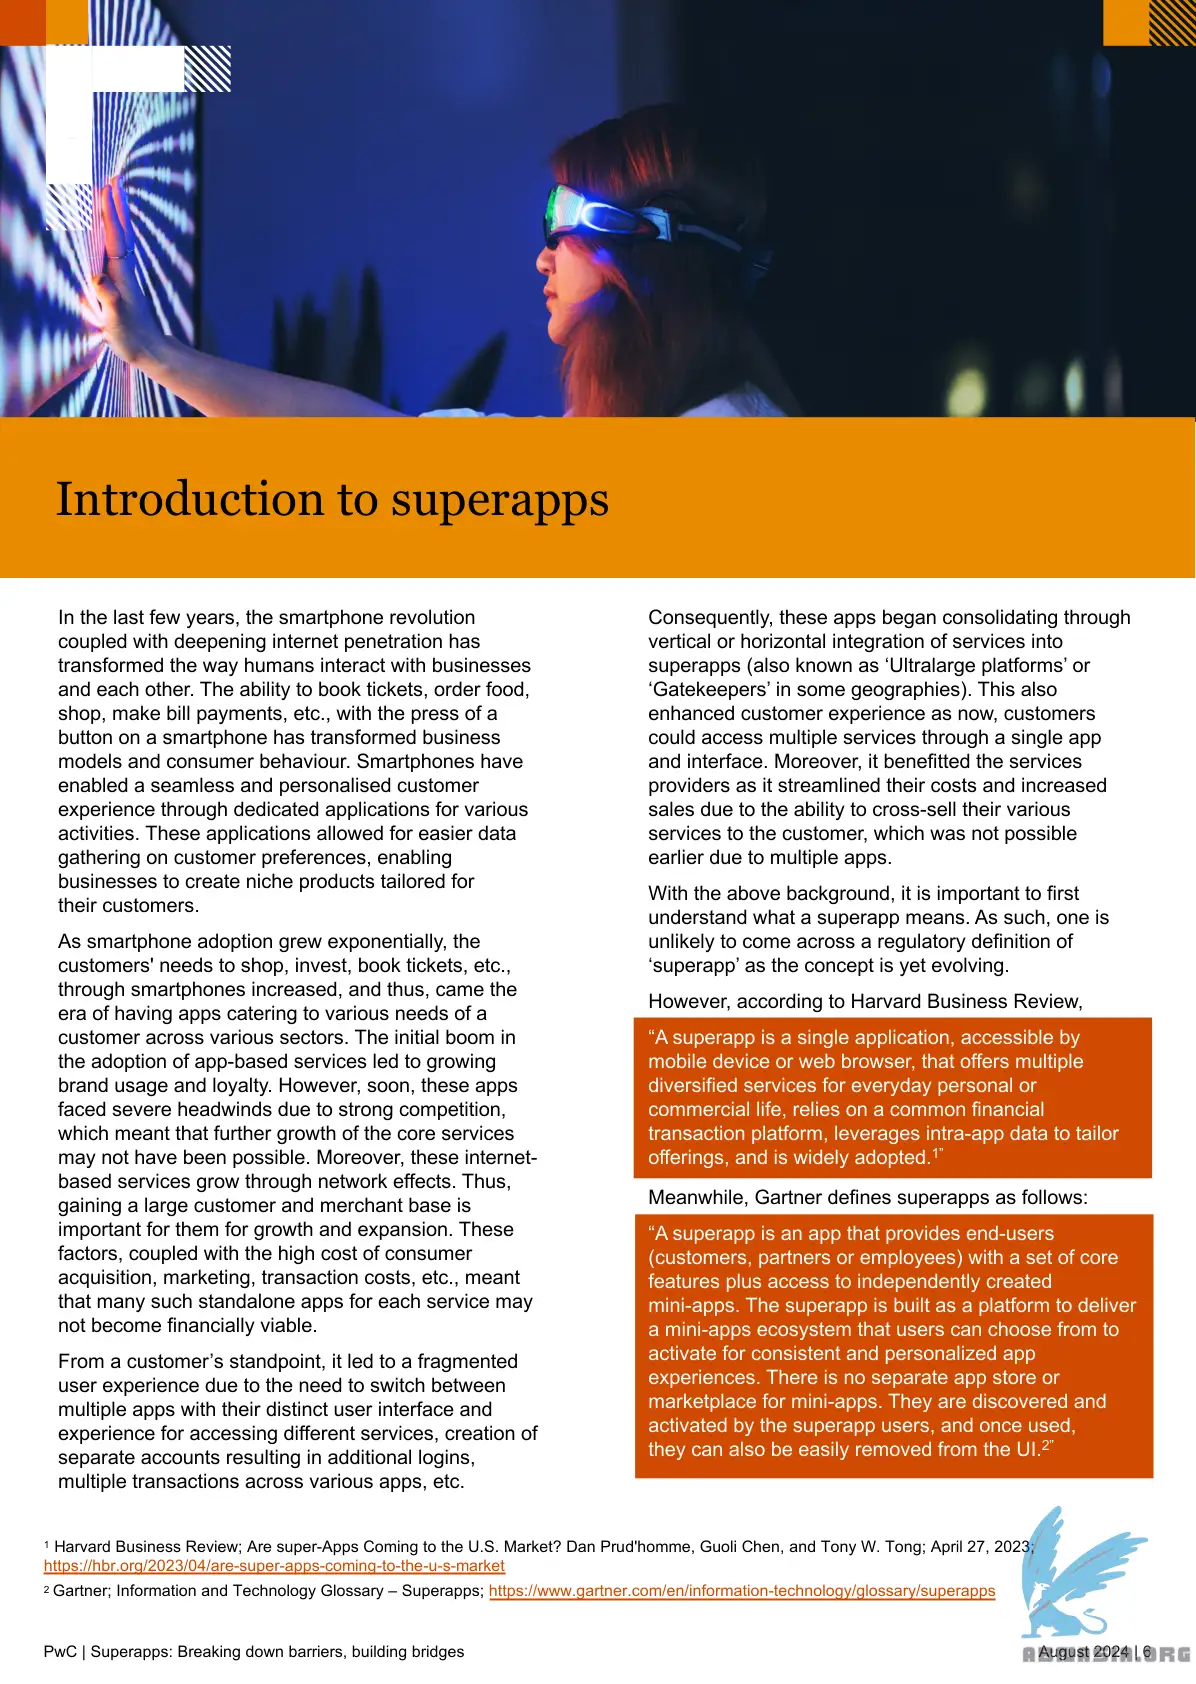 Introduction to superapps
In the last few years, the smartphone revolution
coupled with deepening internet penetration has
transformed the way humans interact with businesses
and each other. The ability to book tickets, order food,
shop, make bill payments, etc., with the press of a
button on a smartphone has transformed business
models and consumer behaviour. Smartphones have
enabled a seamless and personalised customer
experience through dedicated applications for various
activities. These applications allowed for easier data
gathering on customer preferences, enabling
businesses to create niche products tailored for
their customers.
As smartphone adoption grew exponentially, the
customers' needs to shop, invest, book tickets, etc.,
through smartphones increased, and thus, came the
era of having apps catering to various needs of a
customer across various sectors. The initial boom in
the adoption of app-based services led to growing
brand usage and loyalty. However, soon, these apps
faced severe headwinds due to strong competition,
which meant that further growth of the core services
may not have been possible. Moreover, these internet-
based services grow through network effects. Thus,
gaining a large customer and merchant base is
important for them for growth and expansion. These
factors, coupled with the high cost of consumer
acquisition, marketing, transaction costs, etc., meant
that many such standalone apps for each service may
not become financially viable.
From a customer’s standpoint, it led to a fragmented
user experience due to the need to switch between
multiple apps with their distinct user interface and
experience for accessing different services, creation of
separate accounts resulting in additional logins,
multiple transactions across various apps, etc.
Consequently, these apps began consolidating through
vertical or horizontal integration of services into
superapps (also known as ‘Ultralarge platforms’ or
‘Gatekeepers’ in some geographies). This also
enhanced customer experience as now, customers
could access multiple services through a single app
and interface. Moreover, it benefitted the services
providers as it streamlined their costs and increased
sales due to the ability to cross-sell their various
services to the customer, which was not possible
earlier due to multiple apps.
With the above background, it is important to first
understand what a superapp means. As such, one is
unlikely to come across a regulatory definition of
‘superapp’ as the concept is yet evolving.
However, according to Harvard Business Review,
“A superapp is a single application, accessible by
mobile device or web browser, that offers multiple
diversified services for everyday personal or
commercial life, relies on a common financial
transaction platform, leverages intra-app data to tailor
offerings, and is widely adopted.1”
Meanwhile, Gartner defines superapps as follows:
“A superapp is an app that provides end-users
(customers, partners or employees) with a set of core
features plus access to independently created
mini-apps. The superapp is built as a platform to deliver
a mini-apps ecosystem that users can choose from to
activate for consistent and personalized app
experiences. There is no separate app store or
marketplace for mini-apps. They are discovered and
activated by the superapp users, and once used,
they can also be easily removed from the UI.2”
1 Harvard Business Review; Are super-Apps Coming to the U.S. Market? Dan Prud'homme, Guoli Chen, and Tony W. Tong; April 27, 2023;
https://hbr.org/2023/04/are-super-apps-coming-to-the-u-s-market
2 Gartner; Information and Technology Glossary – Superapps; https://www.gartner.com/en/information-technology/glossary/superapps
PwC | Superapps: Breaking down barriers, building bridges
August 2024 | 6